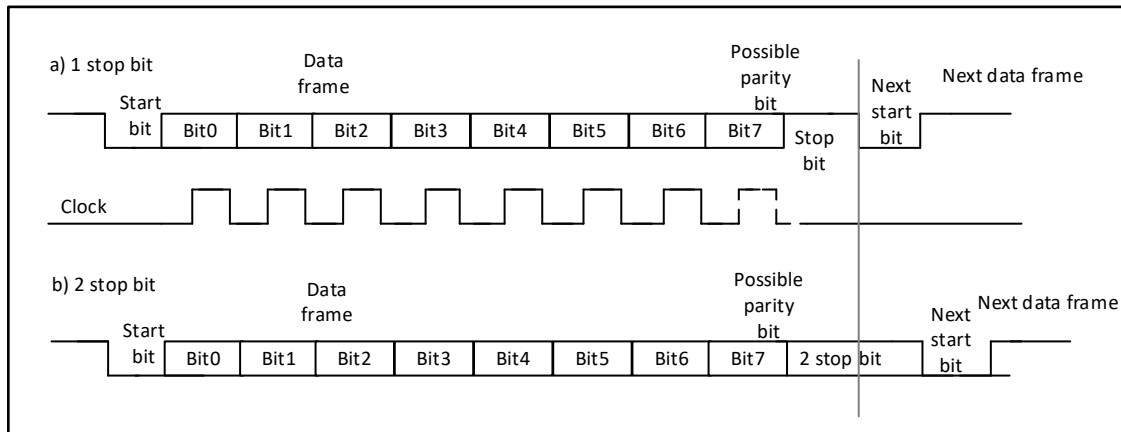 a) 1 stop bit
Data
frame
Possible
parity
bit
Next data frame
Start
bit
Bit0 Bit1 Bit2 Bit3 Bit4 Bit5 Bit6 Bit7
Stop
bit
Next
start
bit
Clock
b) 2 stop bit
Data
frame
Possible
parity
bit
Next data frame
Start
bit
Bit0 Bit1 Bit2 Bit3 Bit4 Bit5 Bit6 Bit7 2 stop bit
Next
start
bit